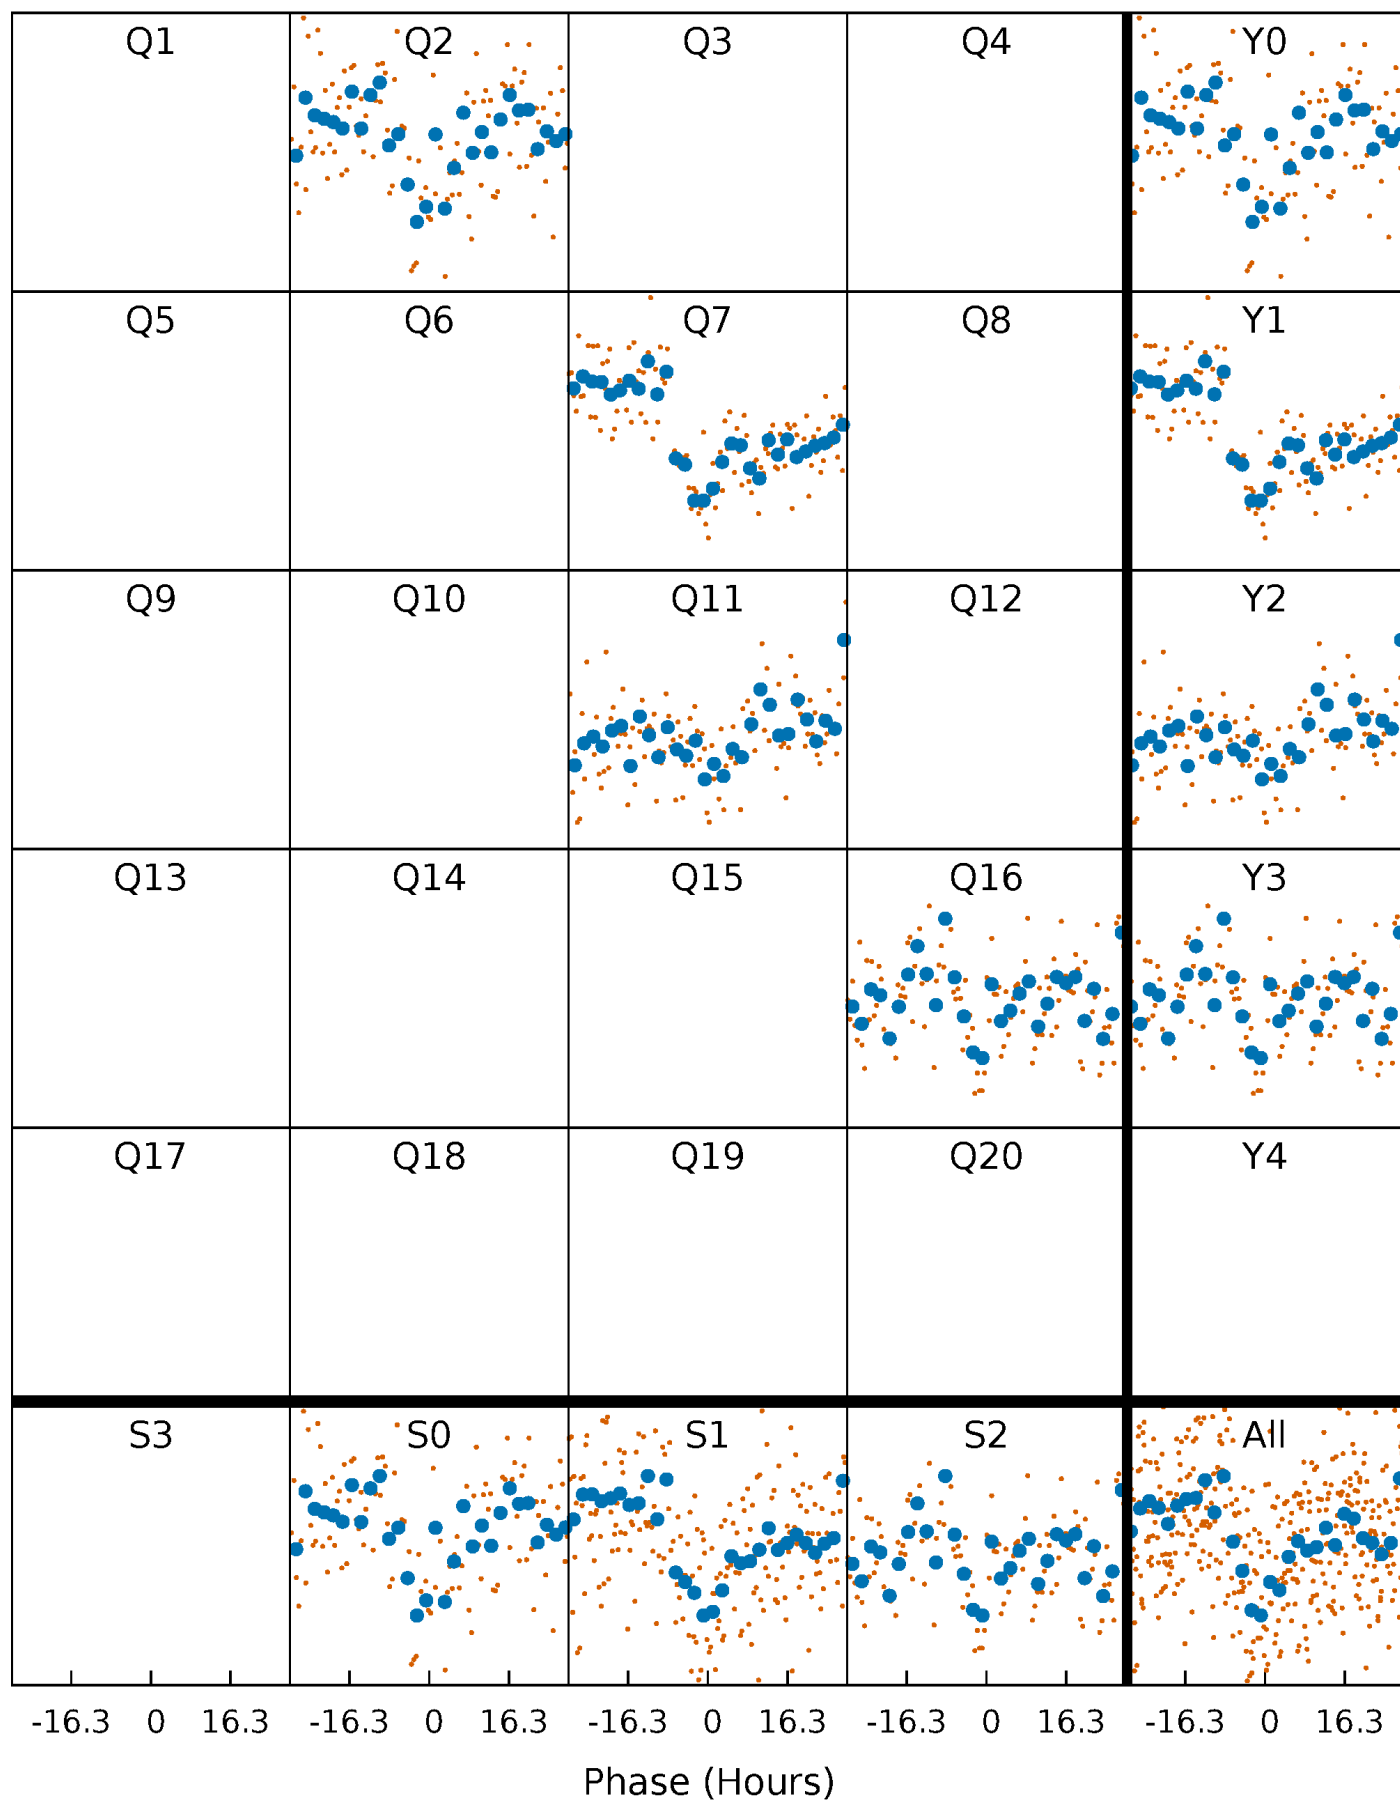 Q1 Q2 Q3 Q4 Y0
Q5 Q6 Q7 Q8 Y1
Q9 Q10 Q11 Q12 Y2
Q13 Q14 Q15 Q16 Y3
Q17 Q18 Q19 Q20 Y4
S3 S0 S1 S2 All
-16.3 0 16.3 -16.3 0 16.3 -16.3 0 16.3 -16.3 0 16.3 -16.3 0 16.3
Phase (Hours)